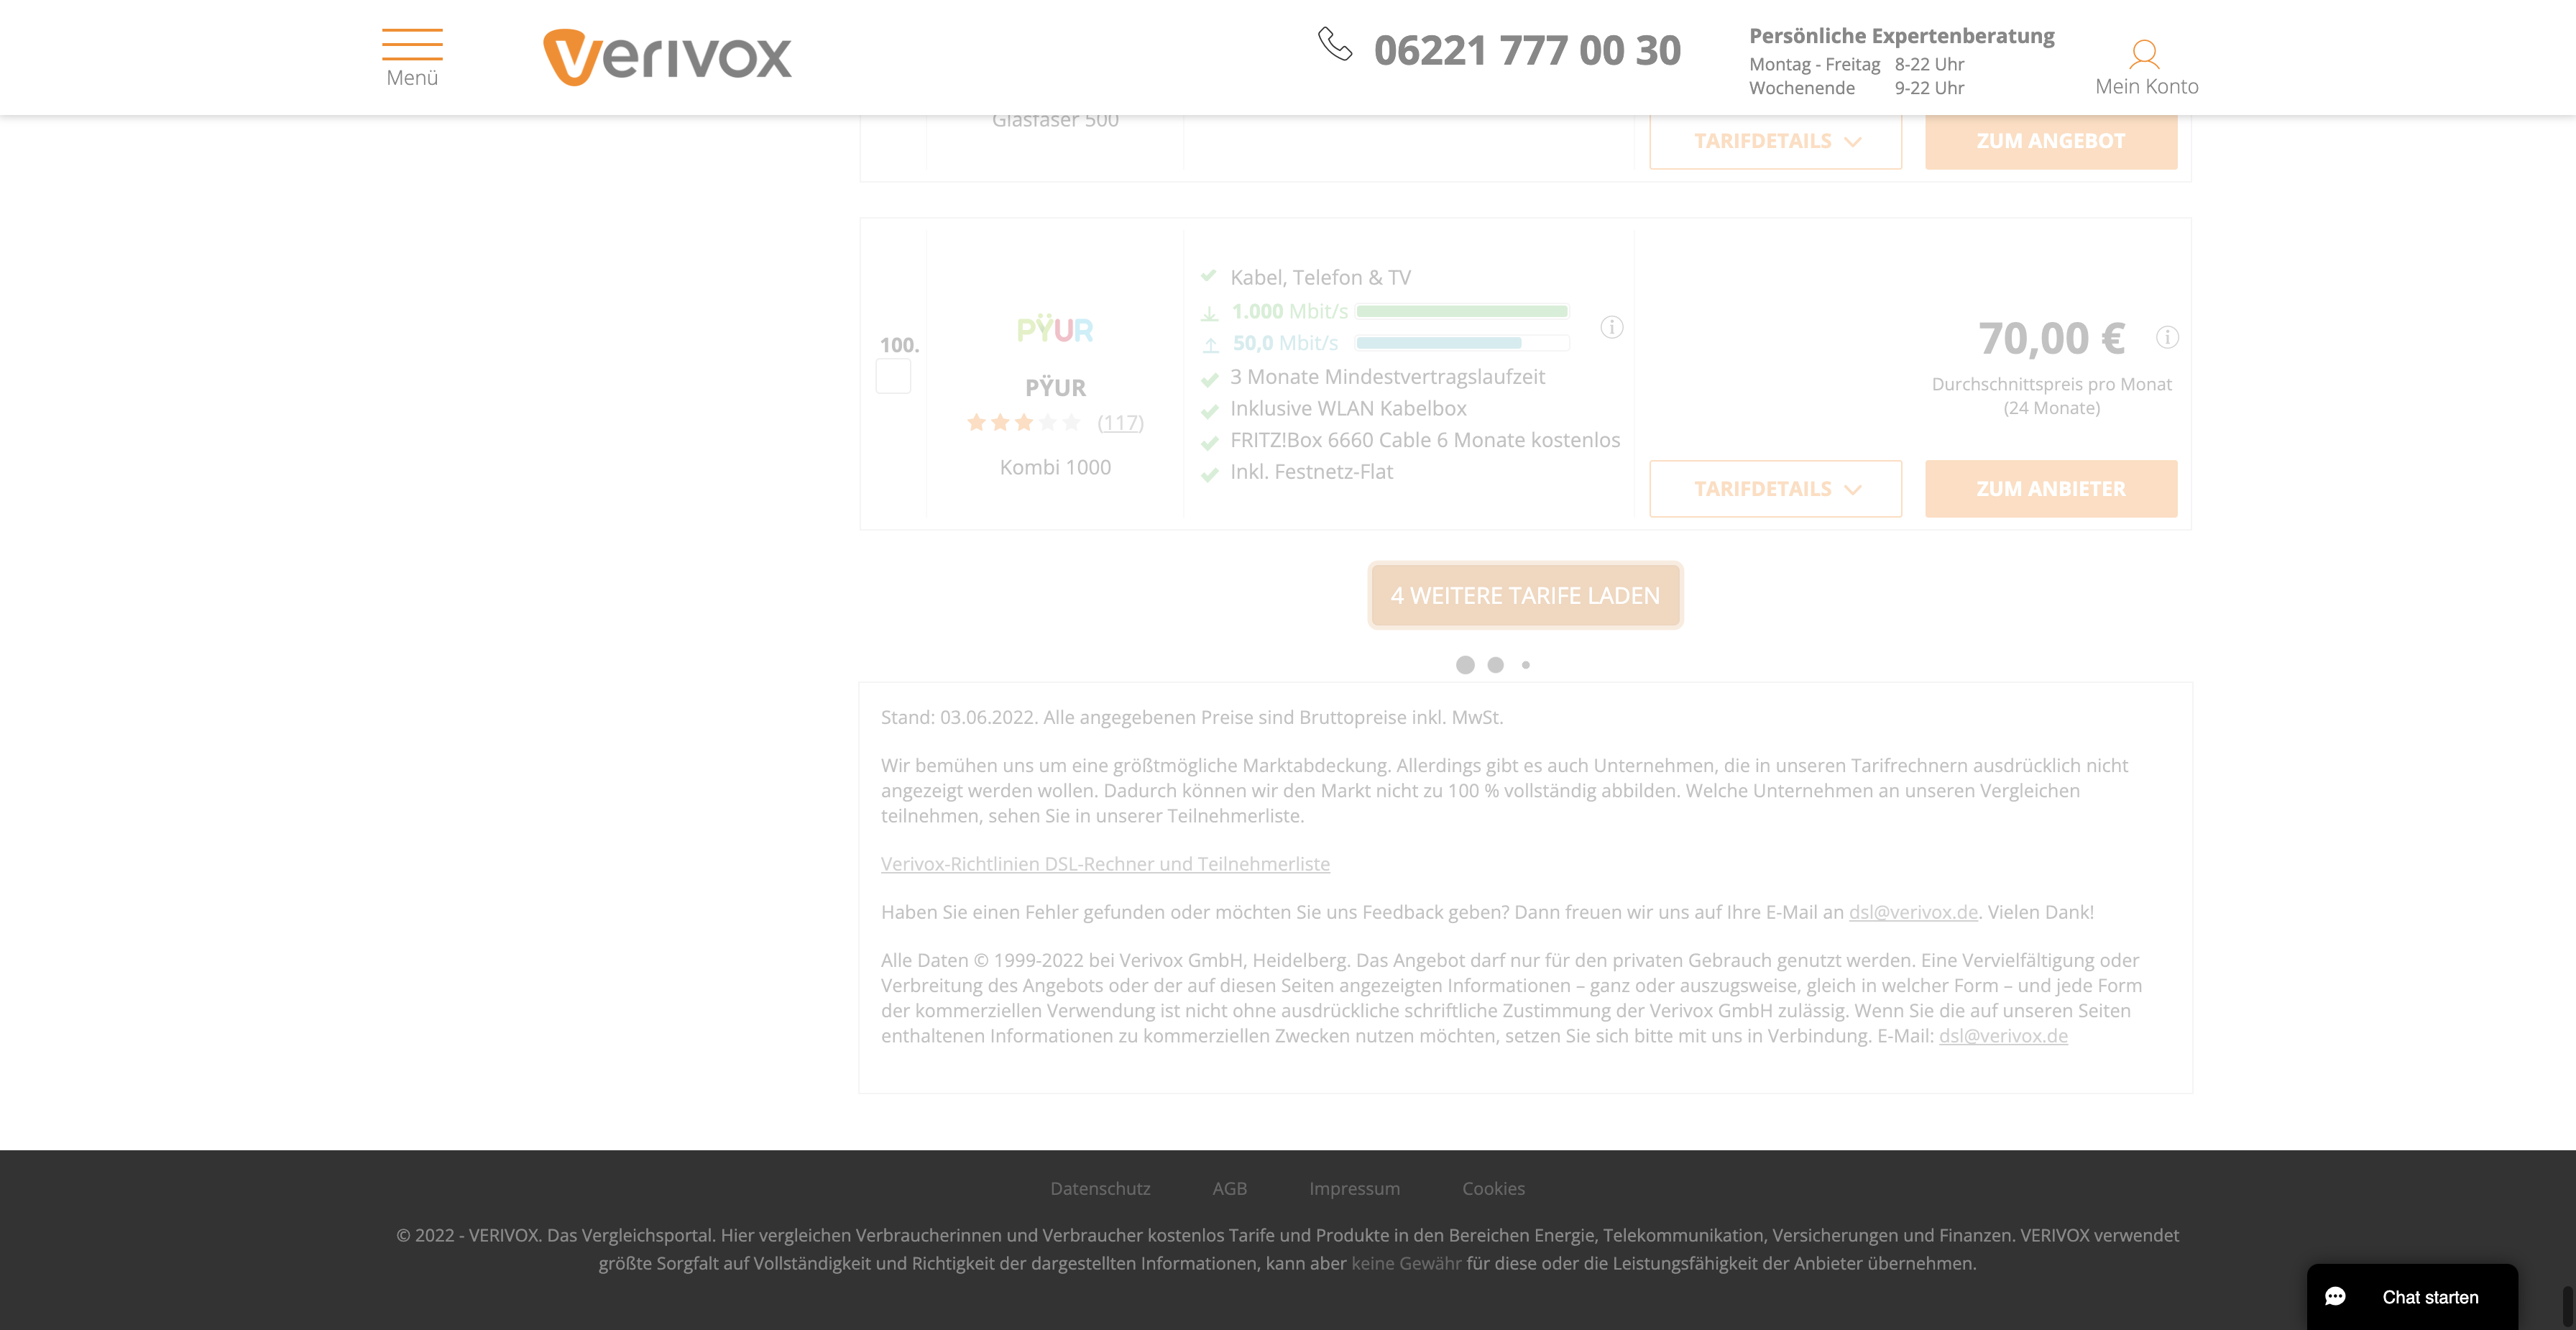 Menü
Verivox
06221 777 00 30
Persönliche Expertenberatung
Montag - Freitag 8-22 Uhr
Wochenende 9-22 Uhr
Mein Konto
Glasfaser 500
TARIFDETAILS
ZUM ANGEBOT
100.
PŸUR
PŸUR
(117)
Kombi 1000
Kabel, Telefon & TV
1.000 Mbit/s
50,0 Mbit/s
3 Monate Mindestvertragslaufzeit
Inklusive WLAN Kabelbox
FRITZ!Box 6660 Cable 6 Monate kostenlos
Inkl. Festnetz-Flat
70,00 €
Durchschnittspreis pro Monat
(24 Monate)
TARIFDETAILS
ZUM ANBIETER
4 WEITERE TARIFE LADEN
Stand: 03.06.2022. Alle angegebenen Preise sind Bruttopreise inkl. MwSt.
Wir bemühen uns um eine größtmögliche Marktabdeckung. Allerdings gibt es auch Unternehmen, die in unseren Tarifrechnern ausdrücklich nicht
angezeigt werden wollen. Dadurch können wir den Markt nicht zu 100 % vollständig abbilden. Welche Unternehmen an unseren Vergleichen
teilnehmen, sehen Sie in unserer Teilnehmerliste.
Verivox-Richtlinien DSL-Rechner und Teilnehmerliste
Haben Sie einen Fehler gefunden oder möchten Sie uns Feedback geben? Dann freuen wir uns auf Ihre E-Mail an dsl@verivox.de. Vielen Dank!
Alle Daten © 1999-2022 bei Verivox GmbH, Heidelberg. Das Angebot darf nur für den privaten Gebrauch genutzt werden. Eine Vervielfältigung oder
Verbreitung des Angebots oder der auf diesen Seiten angezeigten Informationen – ganz oder auszugsweise, gleich in welcher Form – und jede Form
der kommerziellen Verwendung ist nicht ohne ausdrückliche schriftliche Zustimmung der Verivox GmbH zulässig. Wenn Sie die auf unseren Seiten
enthaltenen Informationen zu kommerziellen Zwecken nutzen möchten, setzen Sie sich bitte mit uns in Verbindung. E-Mail: dsl@verivox.de
Datenschutz AGB Impressum Cookies
© 2022 - VERIVOX. Das Vergleichsportal. Hier vergleichen Verbraucherinnen und Verbraucher kostenlos Tarife und Produkte in den Bereichen Energie, Telekommunikation, Versicherungen und Finanzen. VERIVOX verwendet
größte Sorgfalt auf Vollständigkeit und Richtigkeit der dargestellten Informationen, kann aber keine Gewähr für diese oder die Leistungsfähigkeit der Anbieter übernehmen.
Chat starten